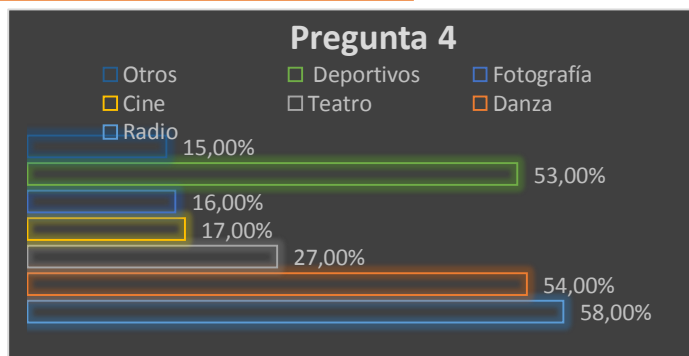 Pregunta 4
Otros Deportivos Fotografía
Cine Teatro Danza
Radio
15,00%
53,00%
16,00%
17,00%
27,00%
54,00%
58,00%